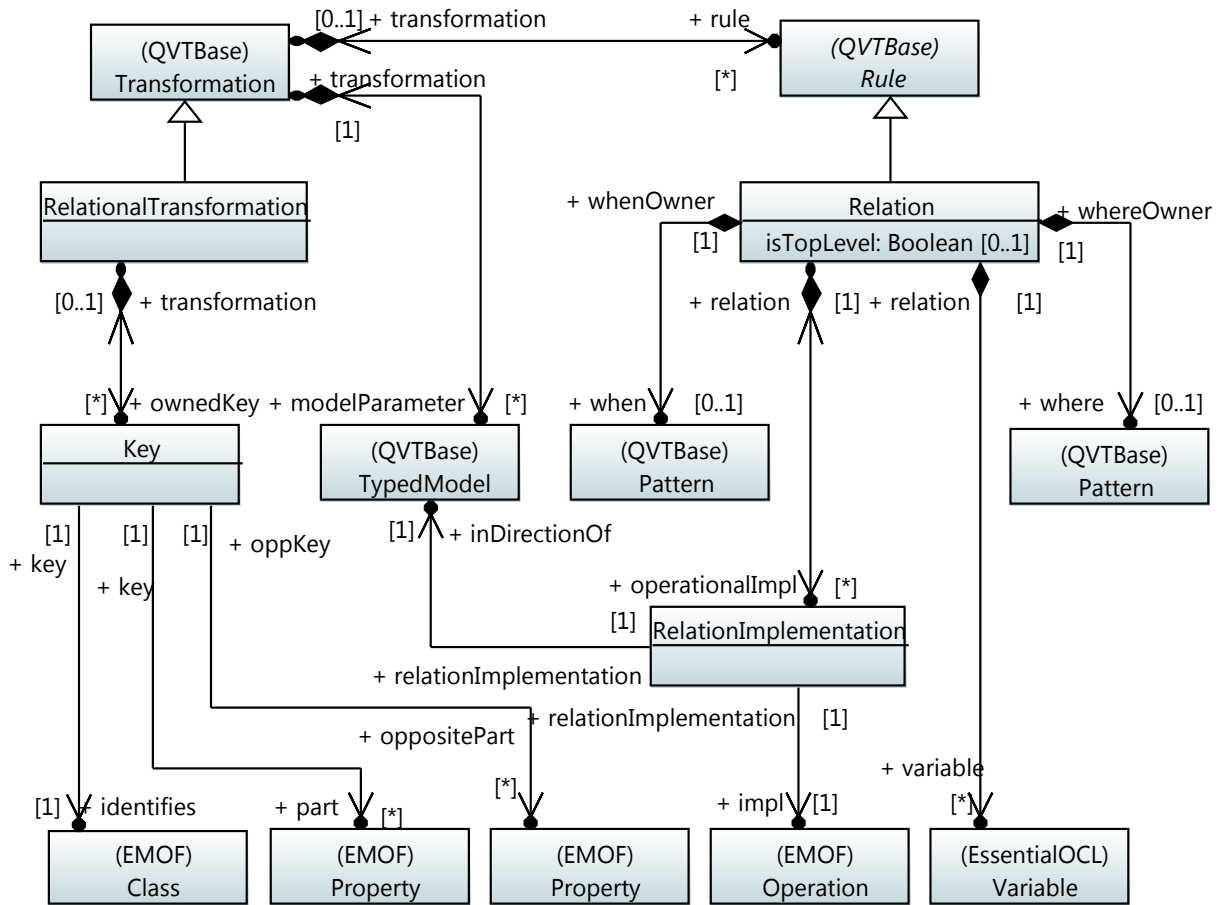 [0..1] + transformation
+ rule
(QVTBase)
Transformation
(QVTBase)
Rule
+ transformation
[*]
[1]
RelationalTransformation
+ whenOwner
Relation
+ whereOwner
[1]
isTopLevel: Boolean [0..1]
[1]
[0..1]
+ transformation
+ relation
[1]
+ relation
[1]
[*]
+ ownedKey
+ modelParameter
[*]
+ when
[0..1]
+ where
[0..1]
Key
(QVTBase)
TypedModel
(QVTBase)
Pattern
(QVTBase)
Pattern
[1]
[1]
[1]
+ oppKey
[1]
+ inDirectionOf
+ key
+ key
+ operationalImpl
[*]
[1]
RelationImplementation
+ relationImplementation
+ relationImplementation
[1]
+ oppositePart
+ variable
[1]
+ identifies
+ part
[*]
[*]
+ impl
[1]
[*]
(EMOF)
Class
(EMOF)
Property
(EMOF)
Property
(EMOF)
Operation
(EssentialOCL)
Variable